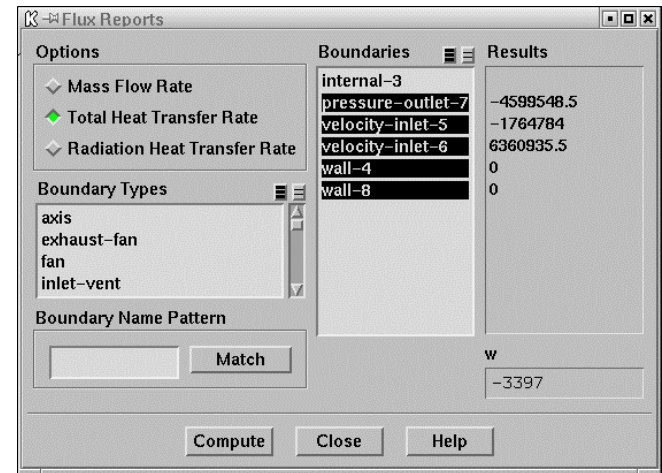 Flux Reports
Options
Mass Flow Rate
Total Heat Transfer Rate
Radiation Heat Transfer Rate
Boundary Types
axis
exhaust-fan
fan
inlet-vent
Boundary Name Pattern
Match
Boundaries
internal-3
pressure-outlet-7
velocity-inlet-5
velocity-inlet-6
wall-4
wall-8
Results
-4599548.5
-1764784
6360935.5
0
0
w
-3397
Compute
Close
Help